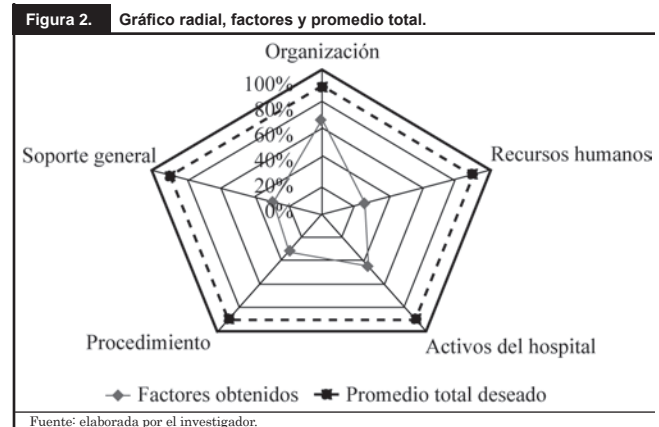 Figura 2. Gráfico radial, factores y promedio total.
Organización
100%
80%
60%
40%
20%
0%
Soporte general
Recursos humanos
Procedimiento
Activos del hospital
Factores obtenidos Promedio total deseado
Fuente: elaborada por el investigador.